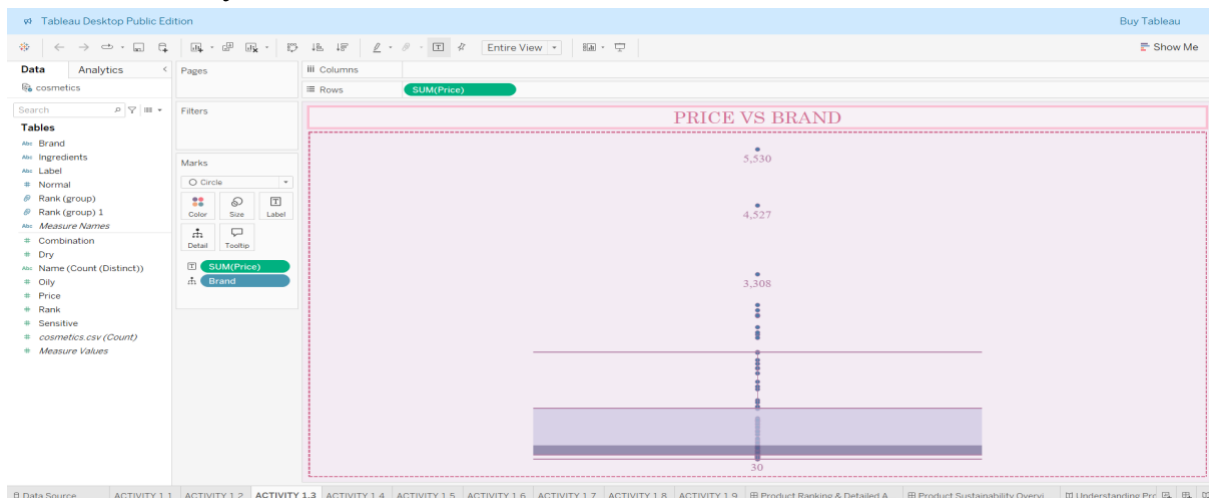 Tableau Desktop Public Edition
Buy Tableau
Entire View
Show Me
Data
Analytics
Pages
Columns
cosmetics
Rows
SUM(Price)
Search
Filters
PRICE VS BRAND
Tables
Abc Brand
Abc Ingredients
Abc Label
# Normal
Rank (group)
Rank (group) 1
Abc Measure Names
# Combination
# Dry
Abc Name (Count (Distinct))
# Oily
# Price
# Rank
# Sensitive
# cosmetics.csv (Count)
# Measure Values
Marks
Circle
Color
Size
Label
Detail
Tooltip
SUM(Price)
Brand
5,530
4,527
3,308
30
Data Source
ACTIVITY 1.1
ACTIVITY 1.2
ACTIVITY 1.3
ACTIVITY 1.4
ACTIVITY 1.5
ACTIVITY 1.6
ACTIVITY 1.7
ACTIVITY 1.8
ACTIVITY 1.9
Product Ranking & Detailed A
Product Sustainability Overvi
Understanding Pro